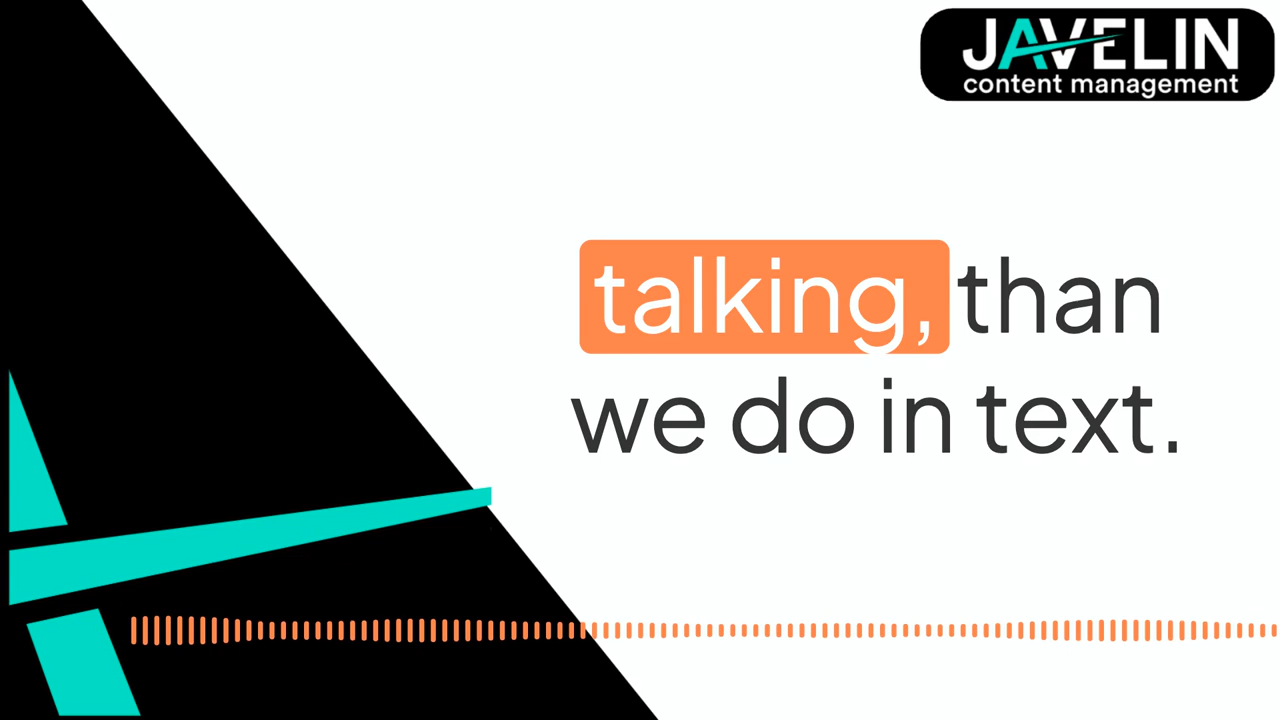 JAVELIN
content management
talking, than
we do in text.